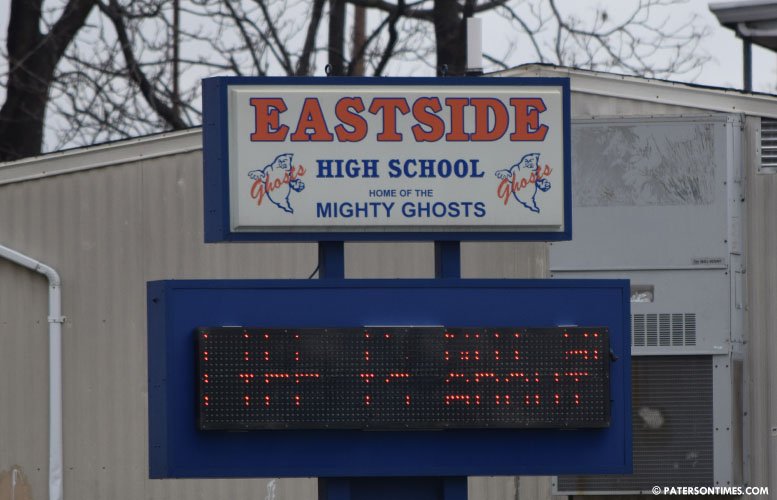 EASTSIDE
Ghosts
HIGH SCHOOL
Ghosts
HOME OF THE
MIGHTY GHOSTS
© PATERSONTIMES.COM